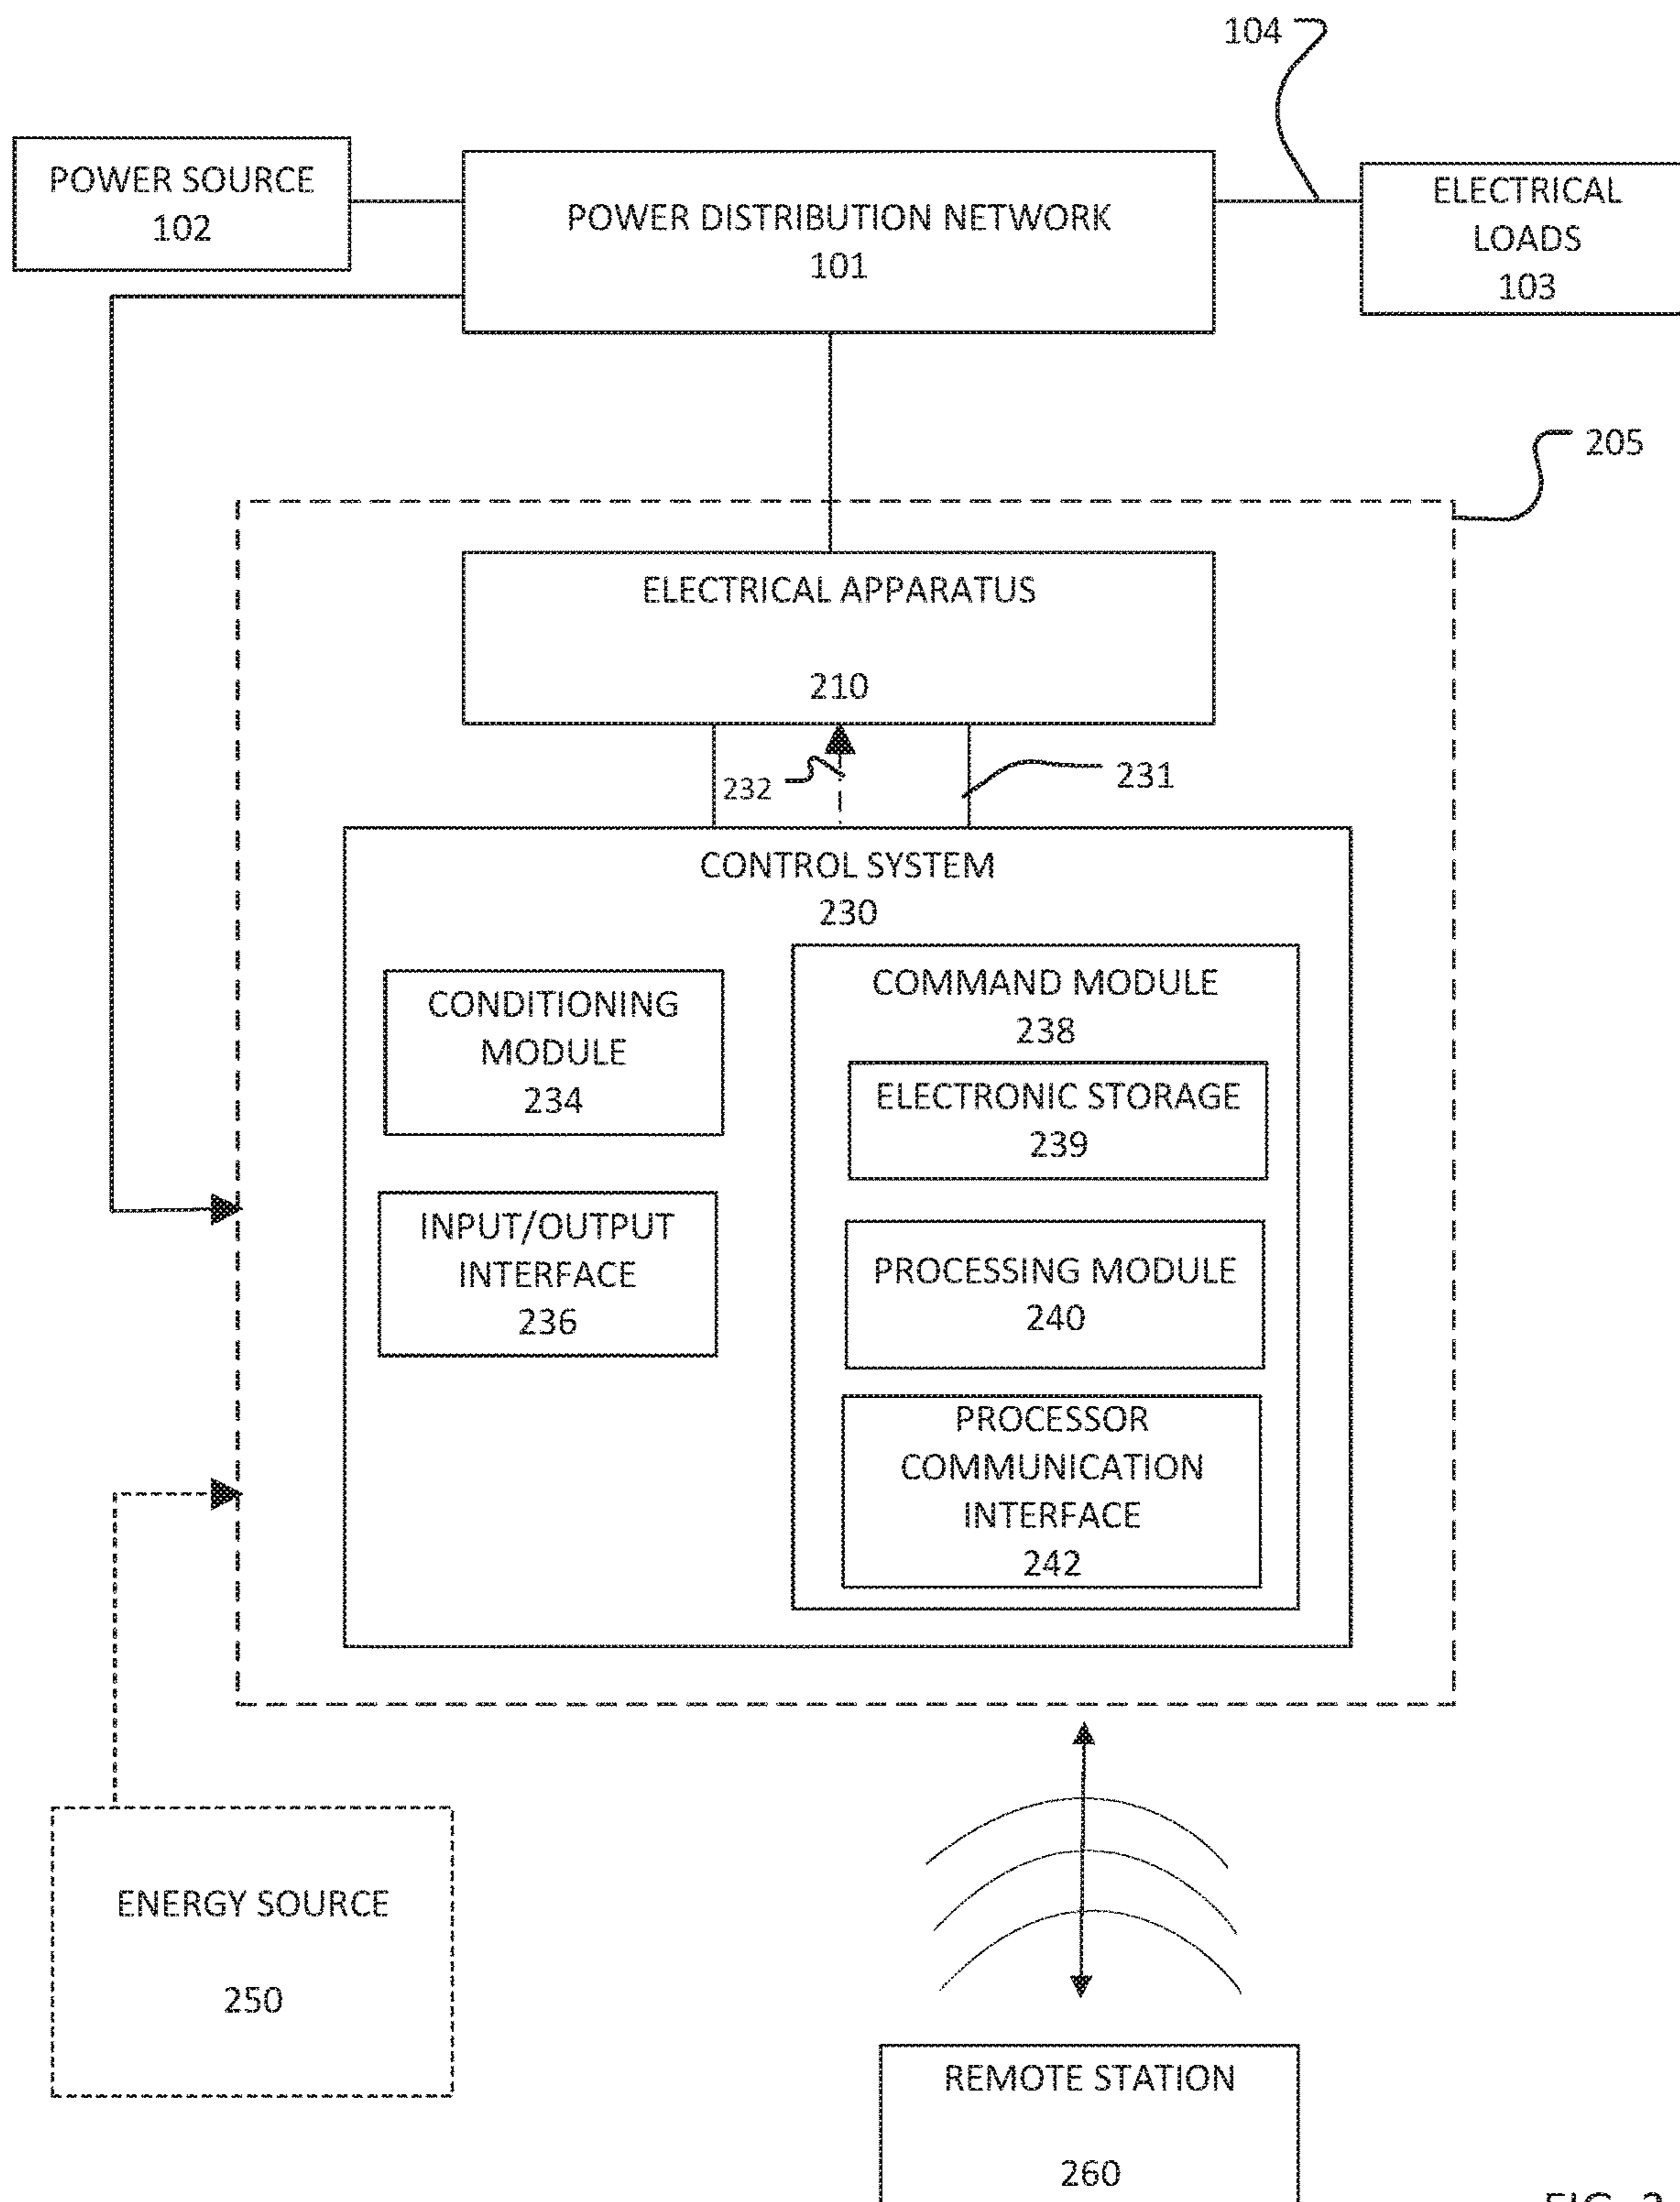 104
POWER SOURCE
102
POWER DISTRIBUTION NETWORK
101
ELECTRICAL
LOADS
103
205
ELECTRICAL APPARATUS
210
232
231
CONTROL SYSTEM
230
CONDITIONING
MODULE
234
INPUT/OUTPUT
INTERFACE
236
COMMAND MODULE
238
ELECTRONIC STORAGE
239
PROCESSING MODULE
240
PROCESSOR
COMMUNICATION
INTERFACE
242
ENERGY SOURCE
250
REMOTE STATION
260
FIG.